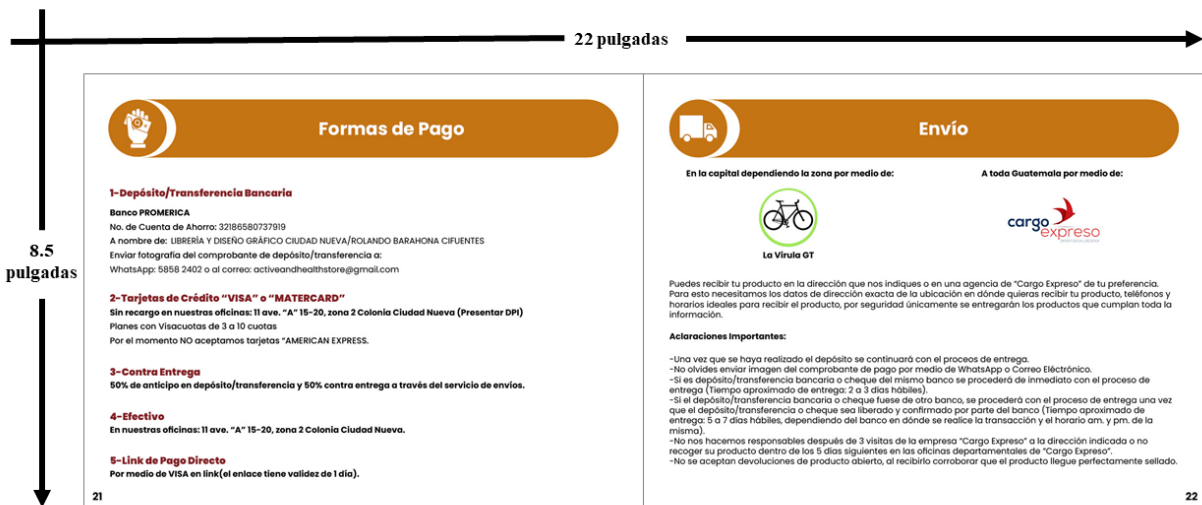 22 pulgadas
8.5
pulgadas
Formas de Pago
1-Depósito/Transferencia Bancaria
Banco PROMERICA
No. de Cuenta de Ahorro: 32186580737919
A nombre de: LIBRERÍA Y DISEÑO GRÁFICO CIUDAD NUEVA/ROLANDO BARAHONA CIFUENTES
Enviar fotografía del comprobante de depósito/transferencia a:
WhatsApp: 5858 2402 o al correo: activeandhealthstore@gmail.com
2-Tarjetas de Crédito "VISA" o "MATERCARD"
Sin recargo en nuestras oficinas: 11 ave. "A" 15-20, zona 2 Colonia Ciudad Nueva (Presentar DPI)
Planes con Visacuotas de 3 a 10 cuotas
Por el momento NO aceptamos tarjetas "AMERICAN EXPRESS.
3-Contra Entrega
50% de anticipo en depósito/transferencia y 50% contra entrega a través del servicio de envíos.
4-Efectivo
En nuestras oficinas: 11 ave. "A" 15-20, zona 2 Colonia Ciudad Nueva.
5-Link de Pago Directo
Por medio de VISA en link(el enlace tiene validez de 1 día).
21
Envío
En la capital dependiendo la zona por medio de:
La Virula GT
A toda Guatemala por medio de:
cargo
expreso
Puedes recibir tu producto en la dirección que nos indiques o en una agencia de "Cargo Expreso" de tu preferencia.
Para esto necesitamos los datos de dirección exacta de la ubicación en dónde quieras recibir tu producto, teléfonos y
horarios ideales para recibir el producto, por seguridad únicamente se entregarán los productos que cumplan toda la
información.
Aclaraciones Importantes:
-Una vez que se haya realizado el depósito se continuará con el proceos de entrega.
-No olvides enviar imagen del comprobante de pago por medio de WhatsApp o Correo Eléctrónico.
-Si es depósito/transferencia bancaria o cheque del mismo banco se procederá de inmediato con el proceso de
entrega (Tiempo aproximado de entrega: 2 a 3 días hábiles).
-Si el depósito/transferencia bancaria o cheque fuese de otro banco, se procederá con el proceso de entrega una vez
que el depósito/transferencia o cheque sea liberado y confirmado por parte del banco (Tiempo aproximado de
entrega: 5 a 7 días hábiles, dependiendo del banco en dónde se realice la transacción y el horario am. y pm. de la
misma).
-No nos hacemos responsables después de 3 visitas de la empresa "Cargo Expreso" a la dirección indicada o no
recoger su producto dentro de los 5 días siguientes en las oficinas departamentales de "Cargo Expreso".
-No se aceptan devoluciones de producto abierto, al recibirlo corroborar que el producto llegue perfectamente sellado.
22